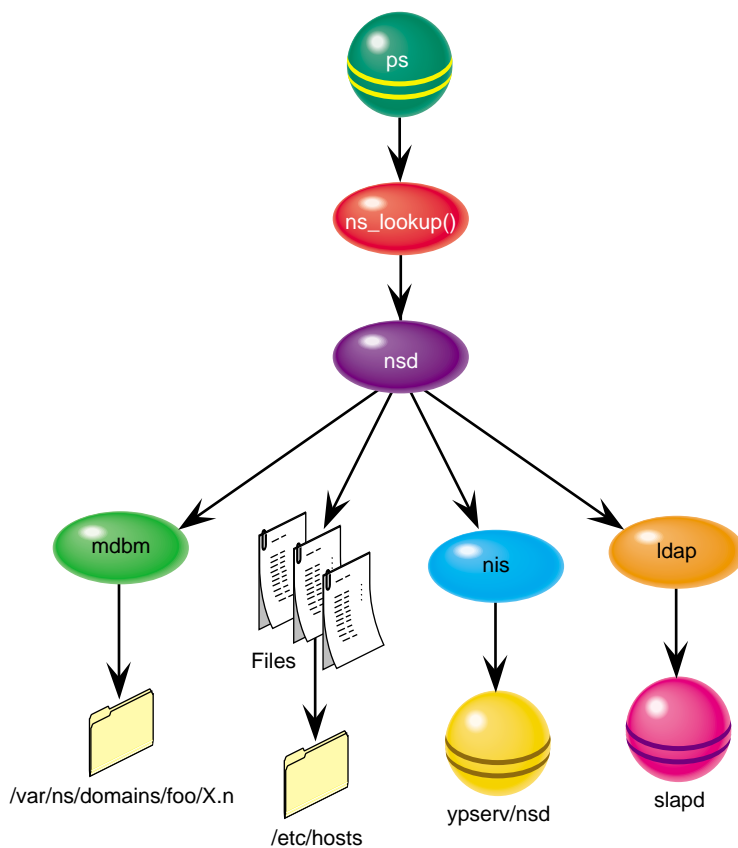 ps
ns_lookup()
nsd
mdbm
Files
nis
ldap
/var/ns/domains/foo/X.n
/etc/hosts
ypserv/nsd
slapd